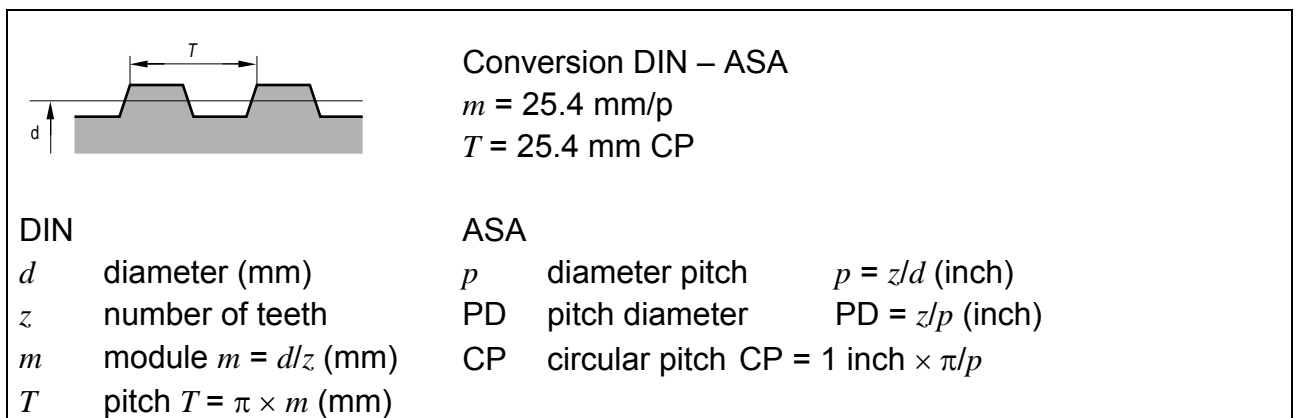 T
d
Conversion DIN – ASA
m = 25.4 mm/p
T = 25.4 mm CP
DIN
d diameter (mm)
z number of teeth
m module m = d/z (mm)
T pitch T = π × m (mm)
ASA
p diameter pitch p = z/d (inch)
PD pitch diameter PD = z/p (inch)
CP circular pitch CP = 1 inch × π/p